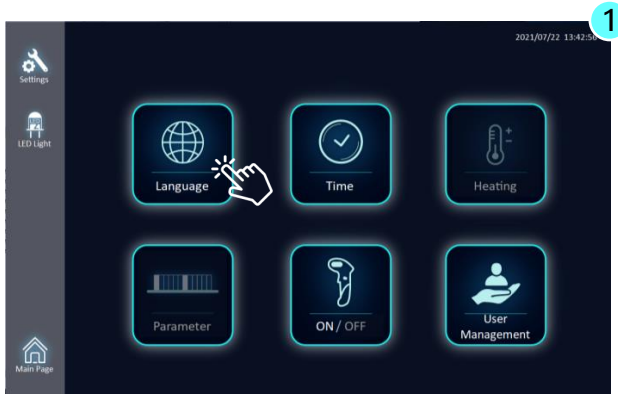 1
2021/07/22 13:42:56
Settings
LED Light
Language
Time
Heating
Parameter
ON / OFF
User
Management
Main Page